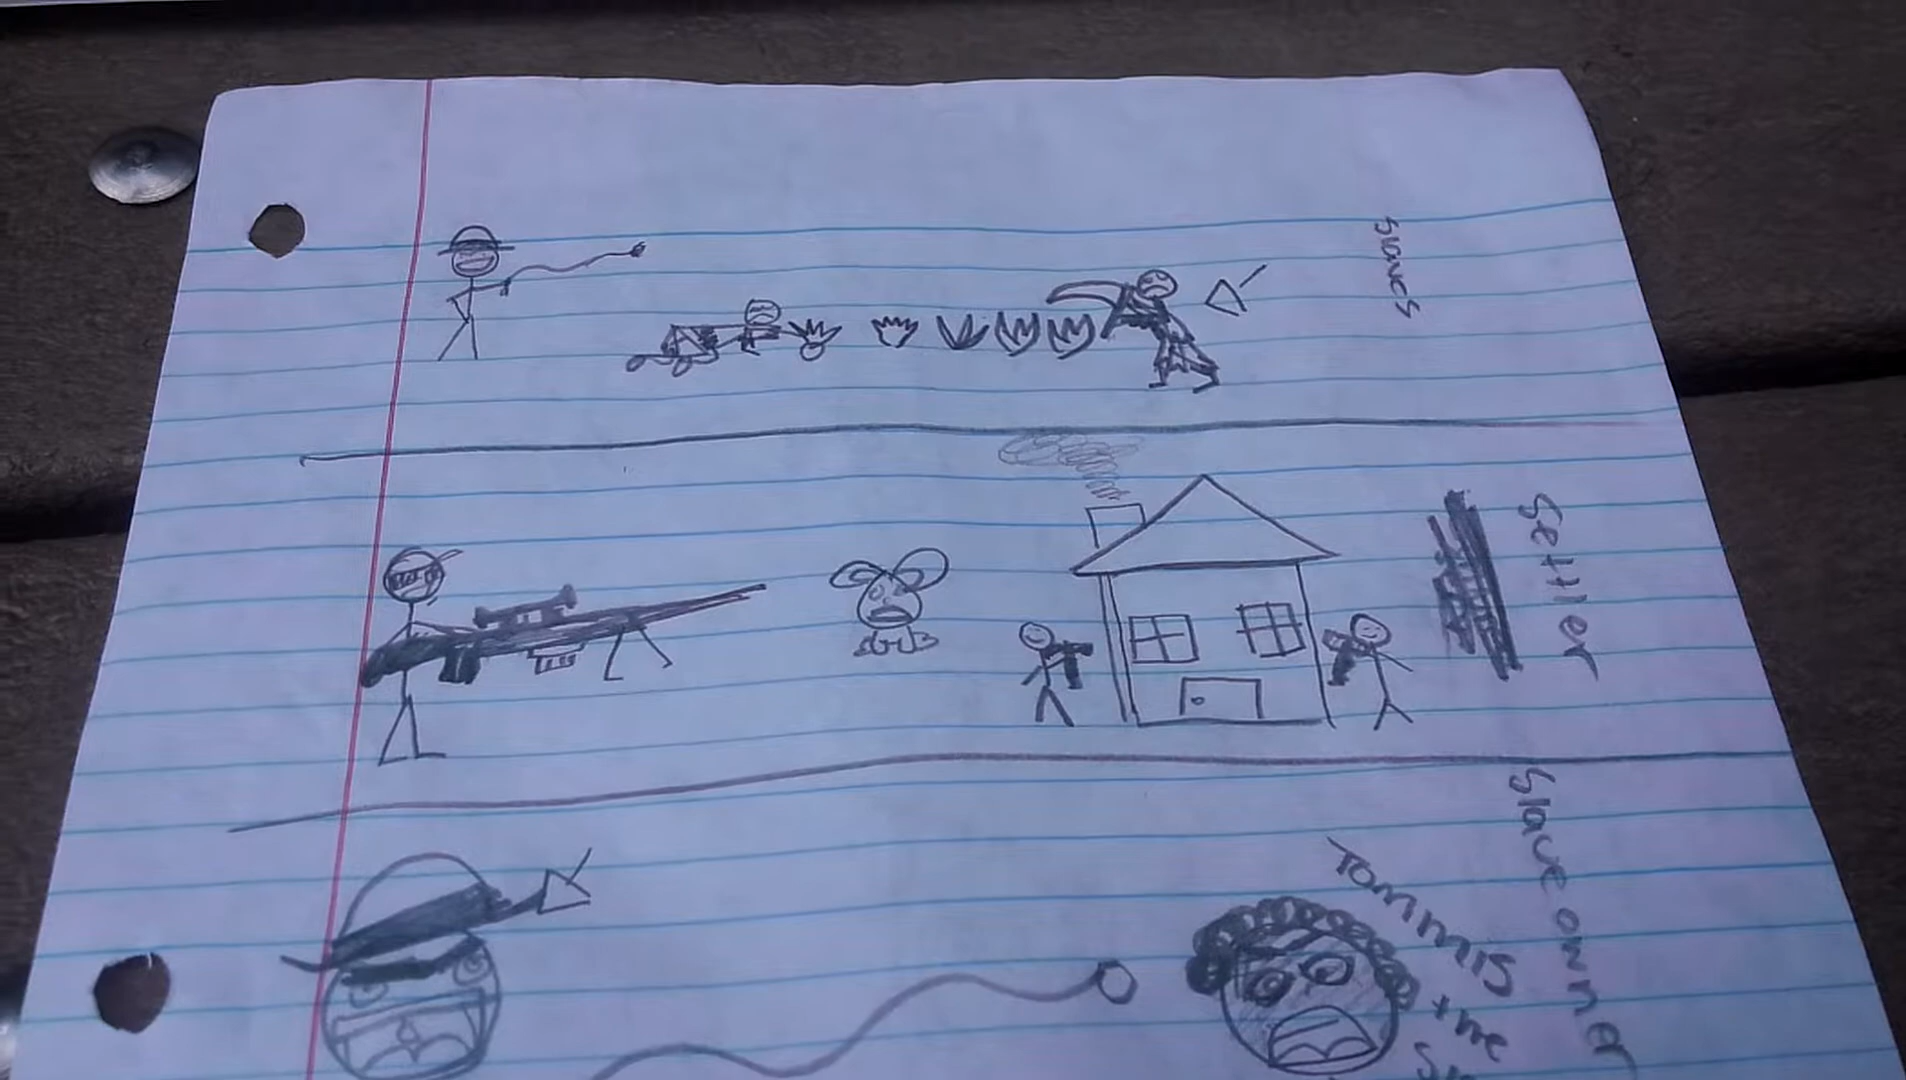 slaves
settler
slave owner
Tommis
the